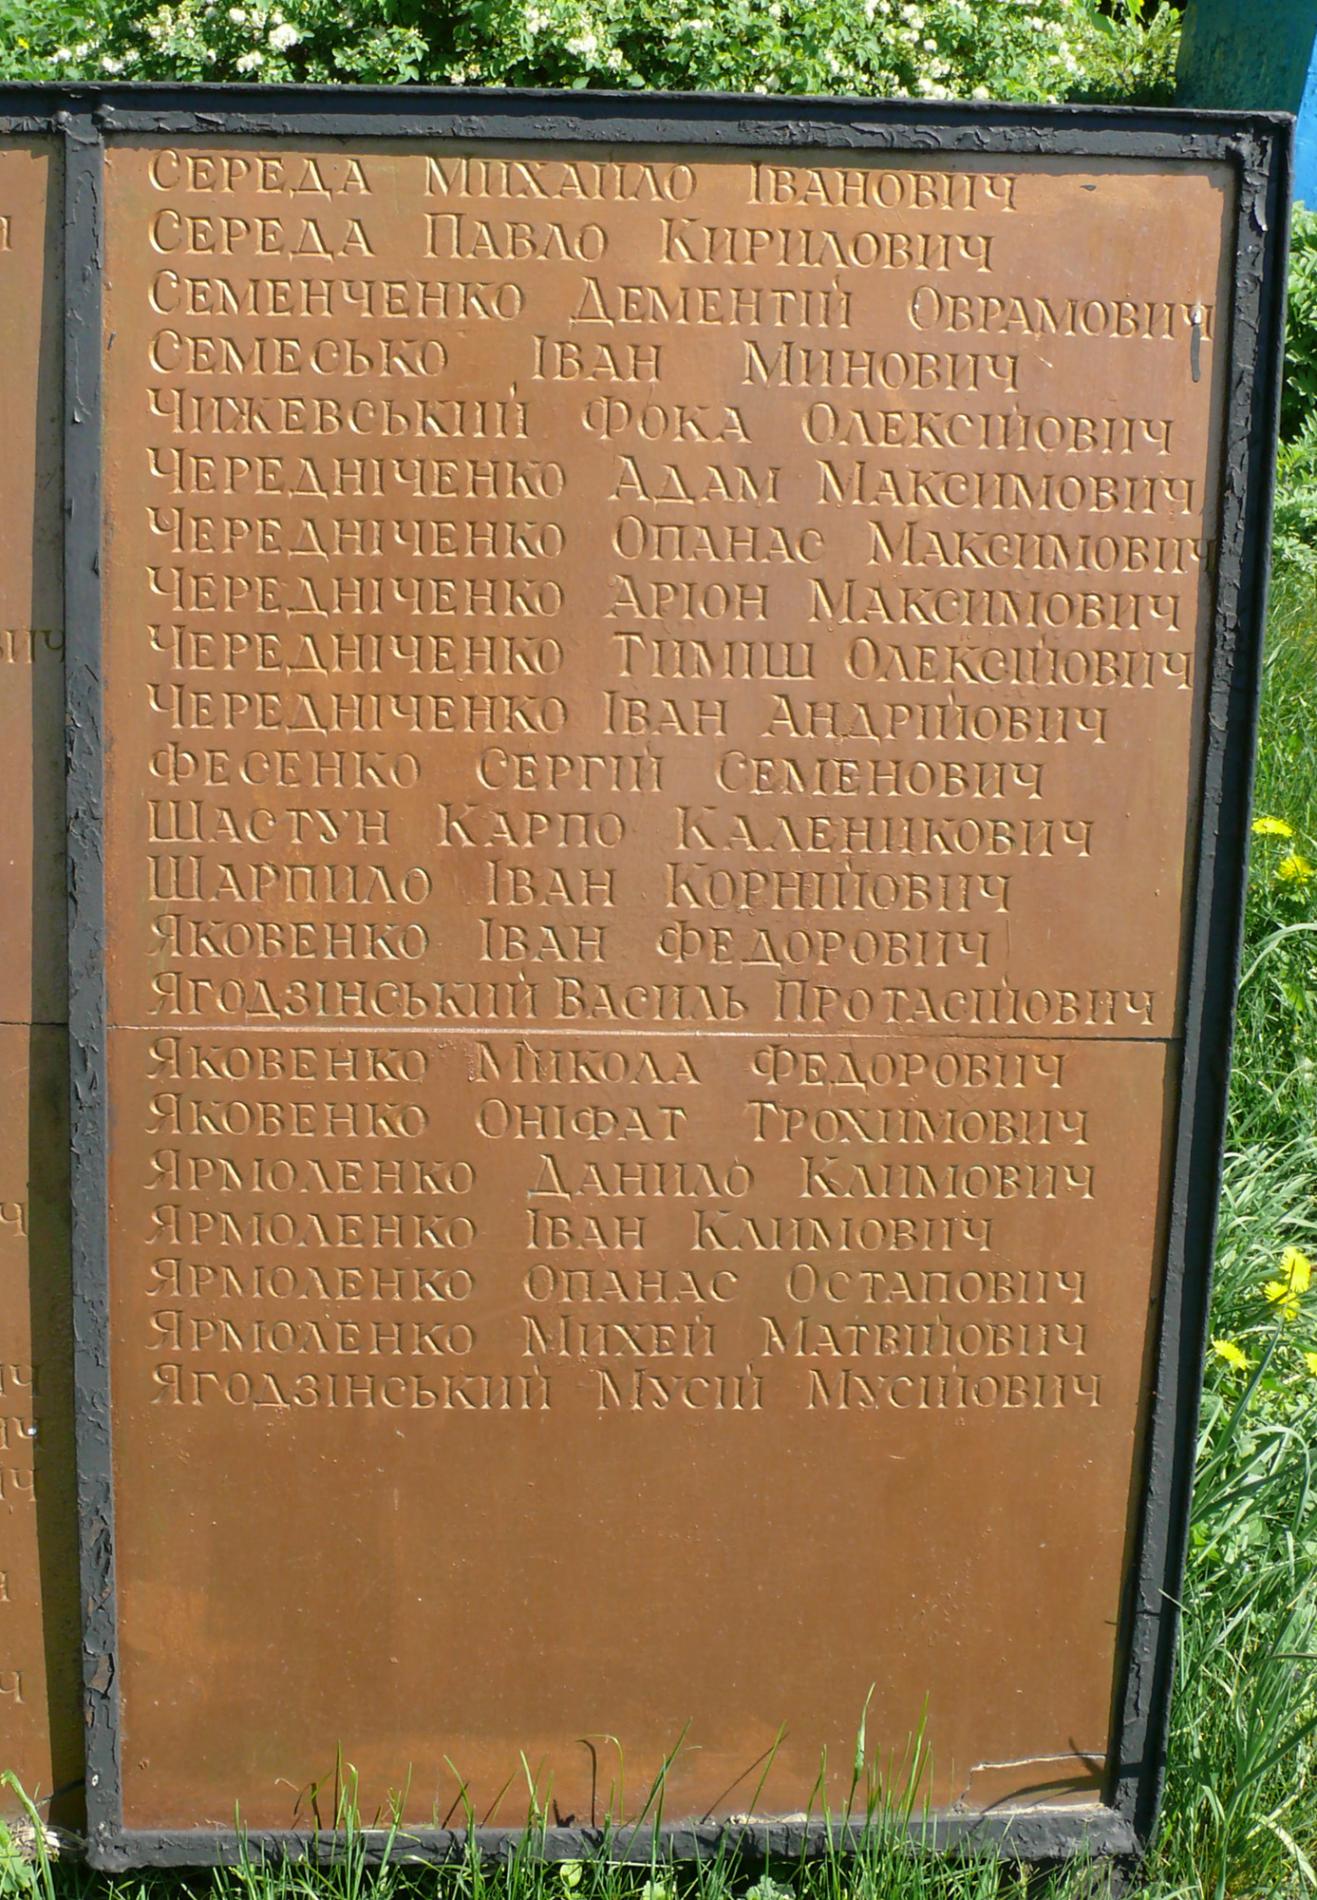 СЕРЕДА МИХАЙЛО ІВАНОВИЧ
СЕРЕДА ПАВЛО КИРИЛОВИЧ
СЕМЕНЧЕНКО ДЕМЕНТІЙ ОВРАМОВИЧ
СЕМЕСЬКО ІВАН МИНОВИЧ
ЧИЖЕВСЬКИЙ ФОКА ОЛЕКСІЙОВИЧ
ЧЕРЕДНІЧЕНКО АДАМ МАКСИМОВИЧ
ЧЕРЕДНІЧЕНКО ОПАНАС МАКСИМОВИЧ
ЧЕРЕДНІЧЕНКО АРІОН МАКСИМОВИЧ
ЧЕРЕДНІЧЕНКО ТИМІШ ОЛЕКСІЙОВИЧ
ЧЕРЕДНІЧЕНКО ІВАН АНДРІЙОВИЧ
ФЕСЕНКО СЕРГІЙ СЕМЕНОВИЧ
ШАСТУН КАРПО КАЛЕНИКОВИЧ
ШАРПИЛО ІВАН КОРНІЙОВИЧ
ЯКОВЕНКО ІВАН ФЕДОРОВИЧ
ЯГОДЗІНСЬКИЙ ВАСИЛЬ ПРОТАСІЙОВИЧ
ЯКОВЕНКО МИКОЛА ФЕДОРОВИЧ
ЯКОВЕНКО ОНІФАТ ТРОХИМОВИЧ
ЯРМОЛЕНКО ДАНИЛО КЛИМОВИЧ
ЯРМОЛЕНКО ІВАН КЛИМОВИЧ
ЯРМОЛЕНКО ОПАНАС ОСТАПОВИЧ
ЯРМОЛЕНКО МИХЕЙ МАТВІЙОВИЧ
ЯГОДЗІНСЬКИЙ МУСІЙ МУСІЙОВИЧ